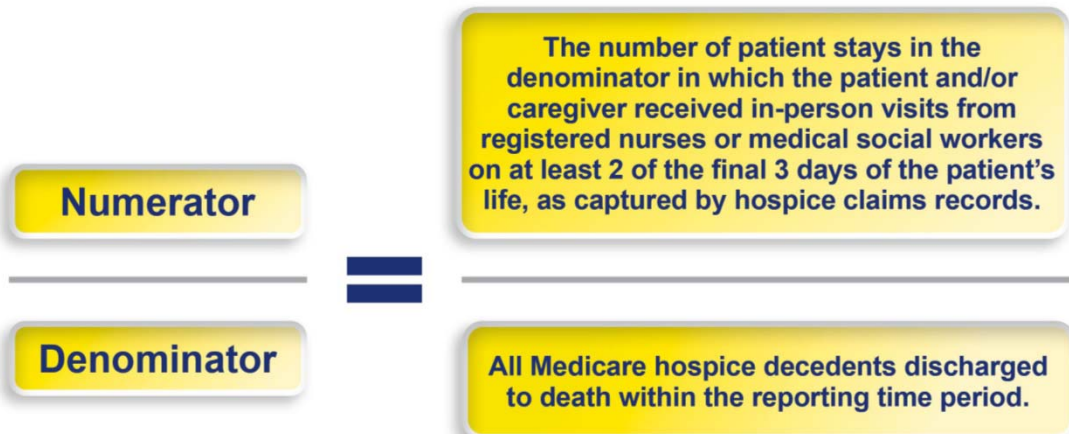 Numerator
Denominator
=
The number of patient stays in the
denominator in which the patient and/or
caregiver received in-person visits from
registered nurses or medical social workers
on at least 2 of the final 3 days of the patient's
life, as captured by hospice claims records.
All Medicare hospice decedents discharged
to death within the reporting time period.